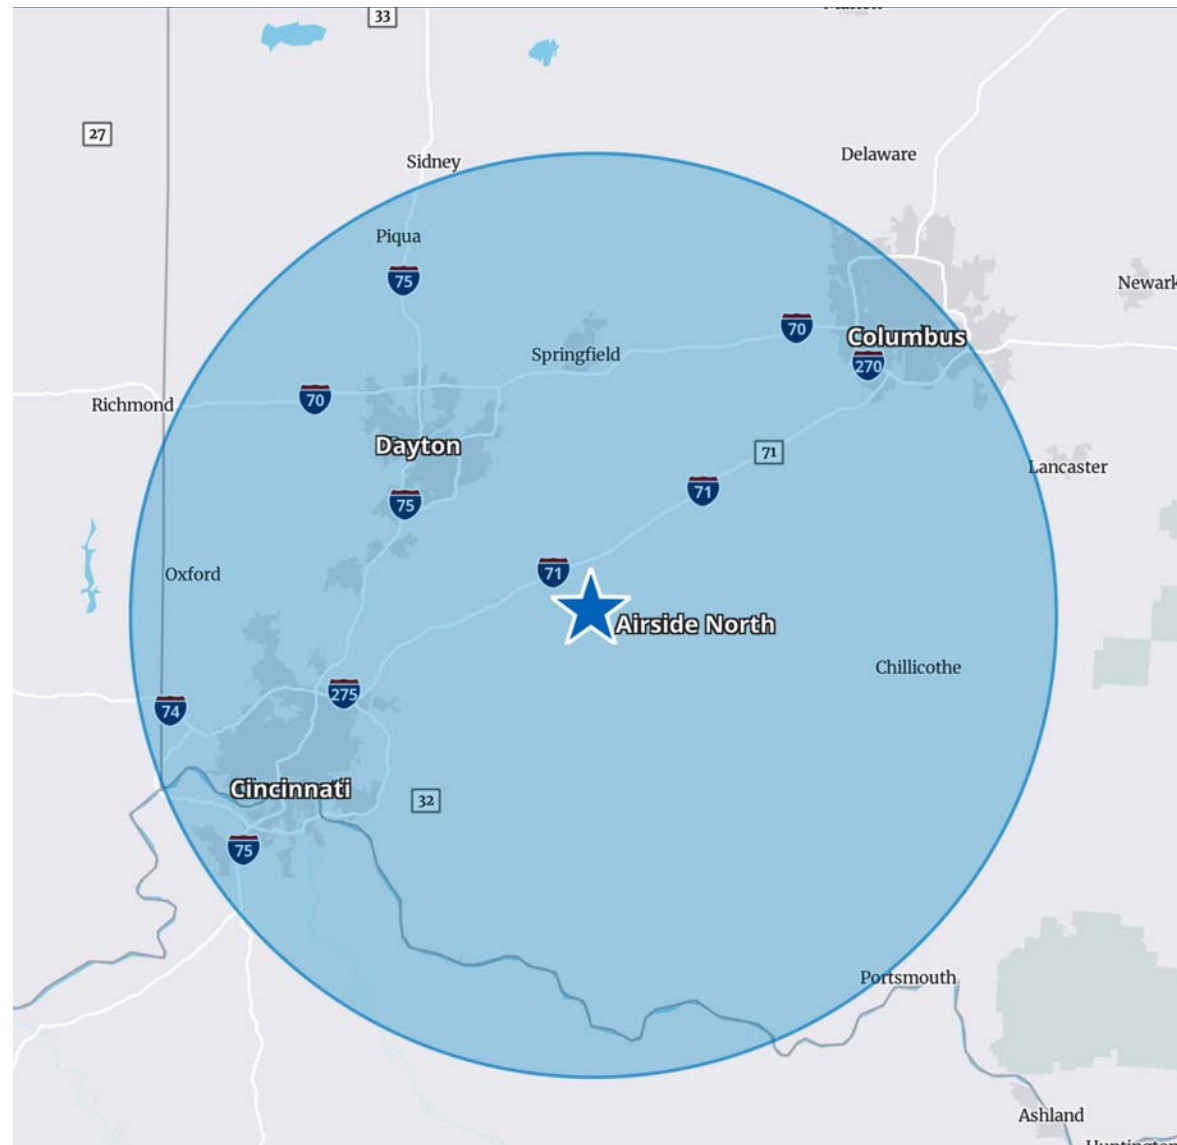 33
27
Delaware
Sidney
Piqua
75
Newark
70
Columbus
Springfield
270
70
Richmond
Dayton
71
Lancaster
71
75
71
Oxford
Airside North
Chillicothe
275
74
Cincinnati
32
75
Portsmouth
Ashland